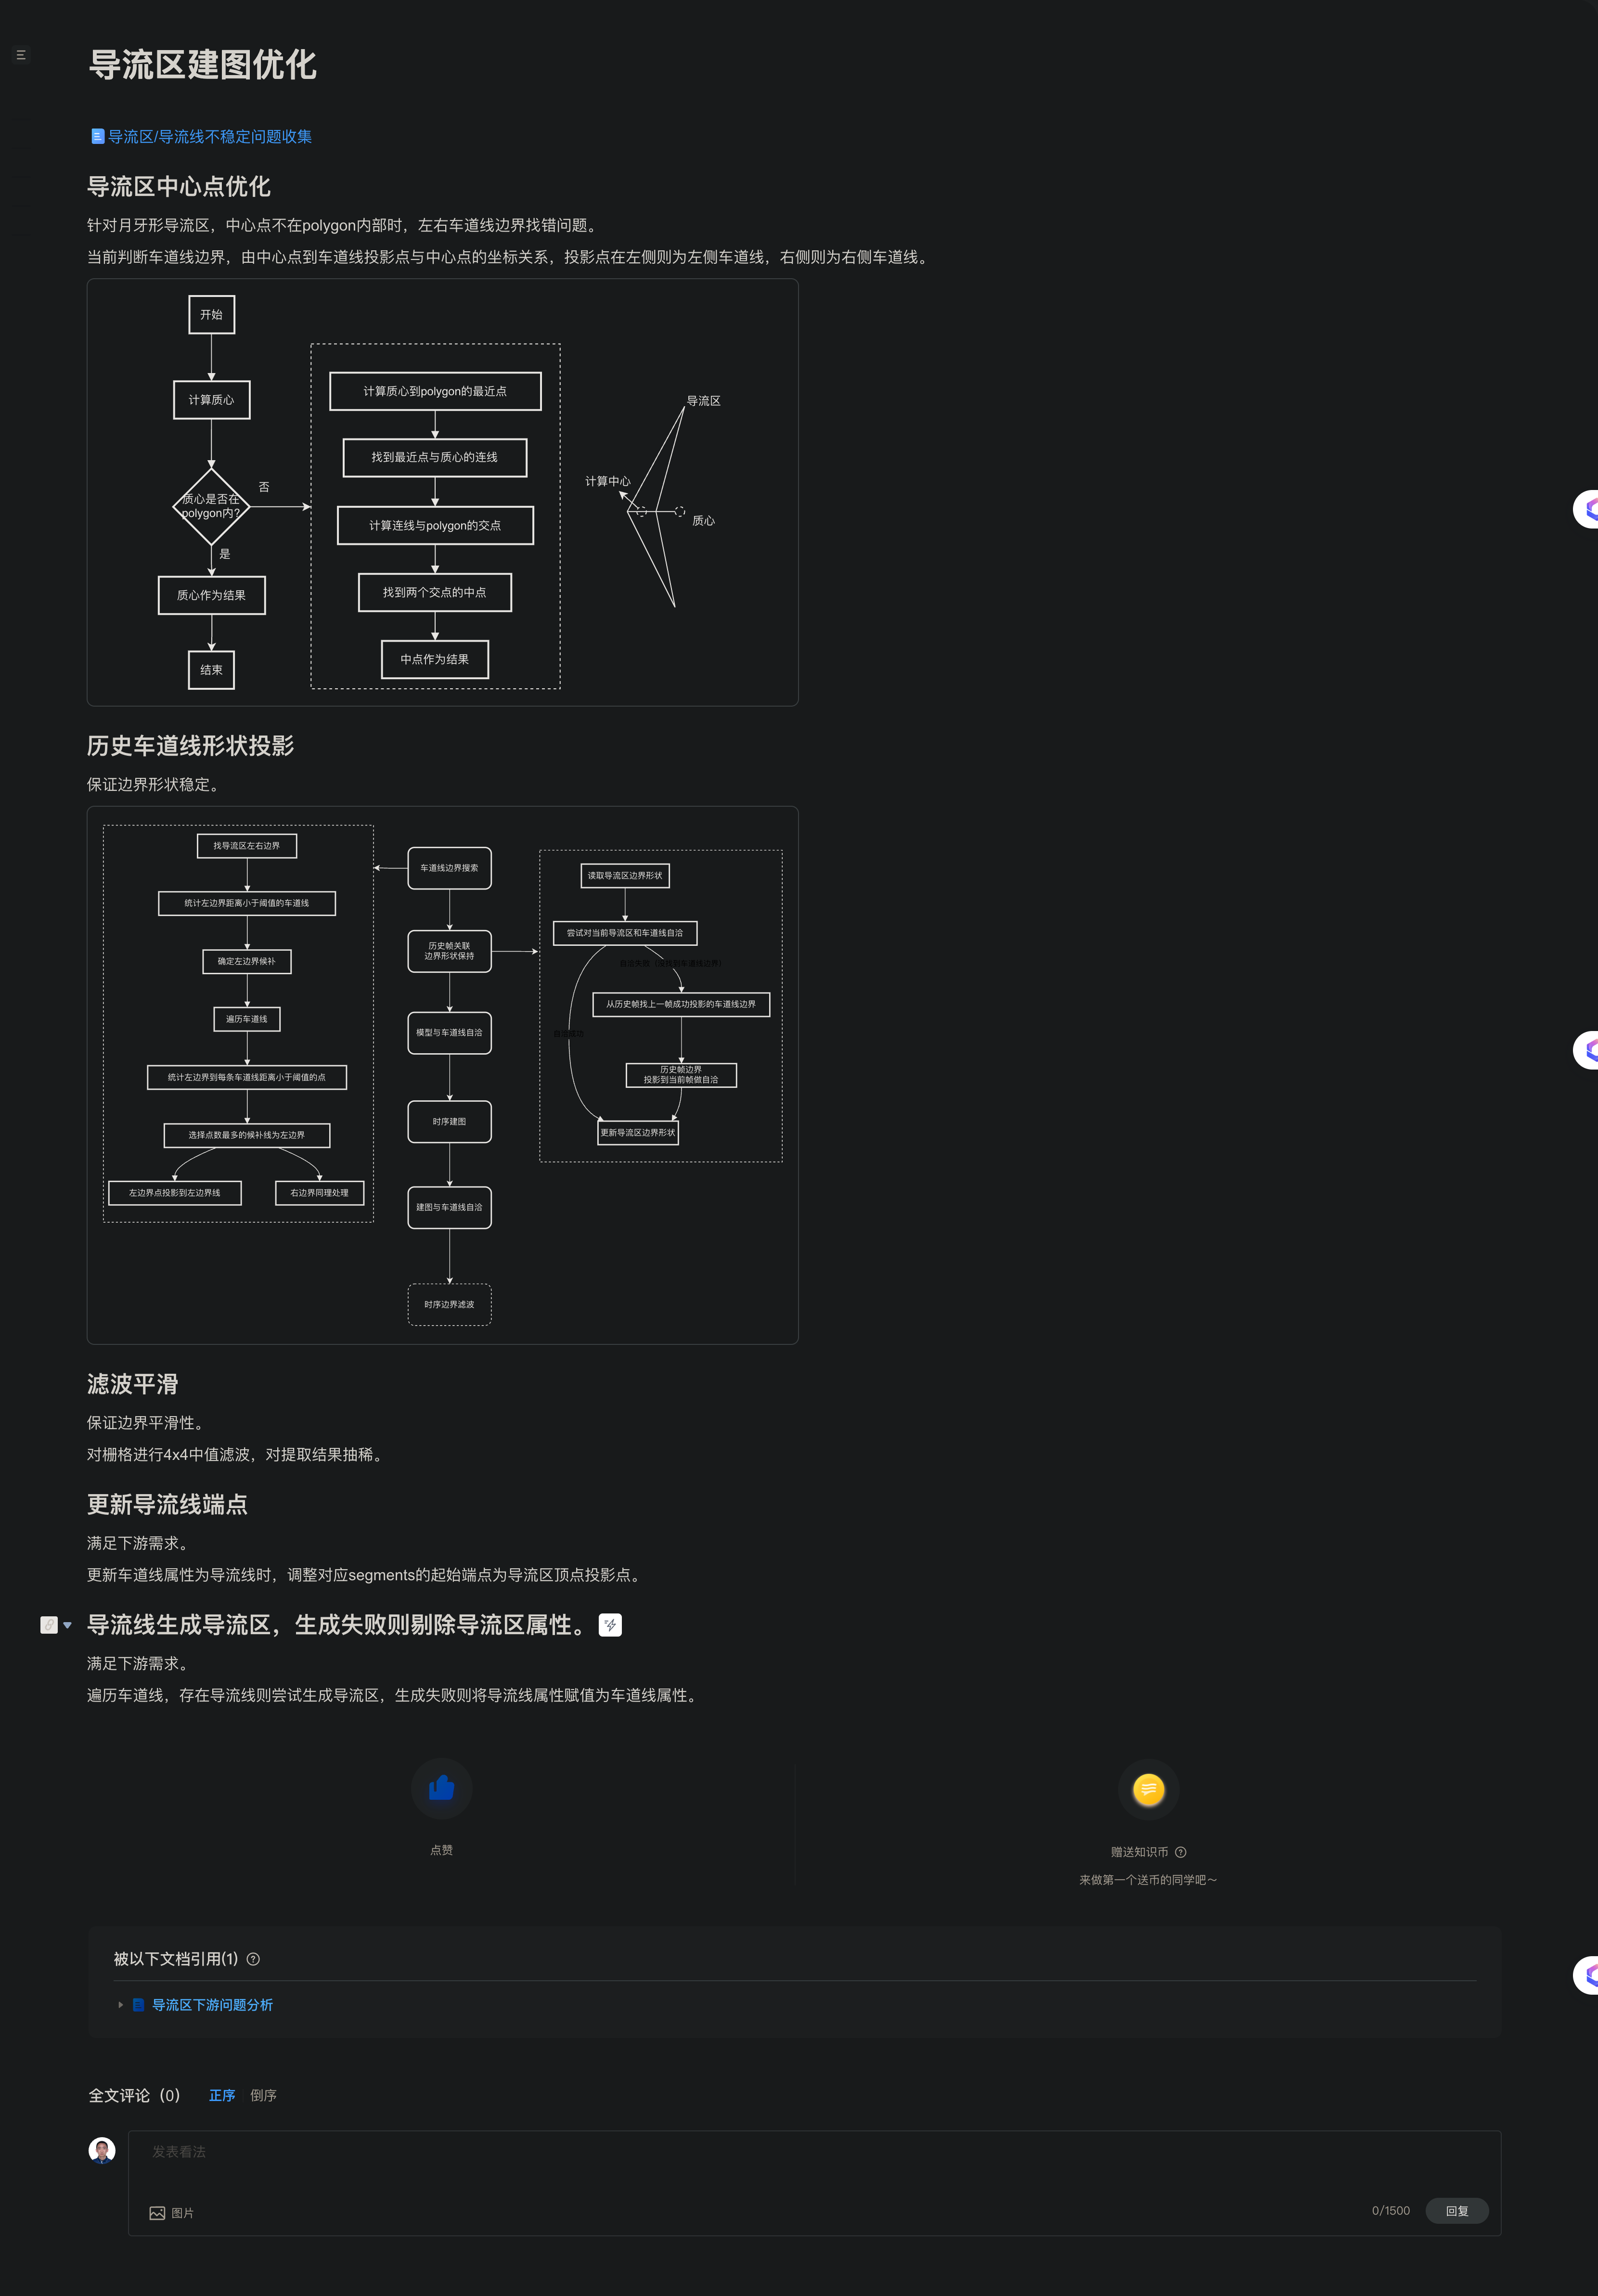 导流区建图优化
导流区/导流线不稳定问题收集
导流区中心点优化
针对月牙形导流区，中心点不在polygon内部时，左右车道线边界找错问题。
当前判断车道线边界，由中心点到车道线投影点与中心点的坐标关系，投影点在左侧则为左侧车道线，右侧则为右侧车道线。
开始
计算质心
质心是否在
polygon内?
否
是
质心作为结果
结束
计算质心到polygon的最近点
找到最近点与质心的连线
计算连线与polygon的交点
找到两个交点的中点
中点作为结果
导流区
计算中心
质心
历史车道线形状投影
保证边界形状稳定。
找导流区左右边界
统计左边界距离小于阈值的车道线
确定左边界候补
遍历车道线
统计左边界到每条车道线距离小于阈值的点
选择点数最多的候补线为左边界
左边界点投影到左边界线
右边界同理处理
车道线边界搜索
历史帧关联
边界形状保持
模型与车道线自洽
时序建图
建图与车道线自洽
时序边界滤波
读取导流区边界形状
尝试对当前导流区和车道线自洽
自洽失败（没找到车道线边界）
从历史帧找上一帧成功投影的车道线边界
自洽成功
历史帧边界
投影到当前帧做自洽
更新导流区边界形状
滤波平滑
保证边界平滑性。
对栅格进行4x4中值滤波，对提取结果抽稀。
更新导流线端点
满足下游需求。
更新车道线属性为导流线时，调整对应segments的起始端点为导流区顶点投影点。
导流线生成导流区，生成失败则剔除导流区属性。
满足下游需求。
遍历车道线，存在导流线则尝试生成导流区，生成失败则将导流线属性赋值为车道线属性。
点赞
赠送知识币
来做第一个送币的同学吧～
被以下文档引用(1)
导流区下游问题分析
全文评论（0） 正序 倒序
发表看法
图片
0/1500 回复